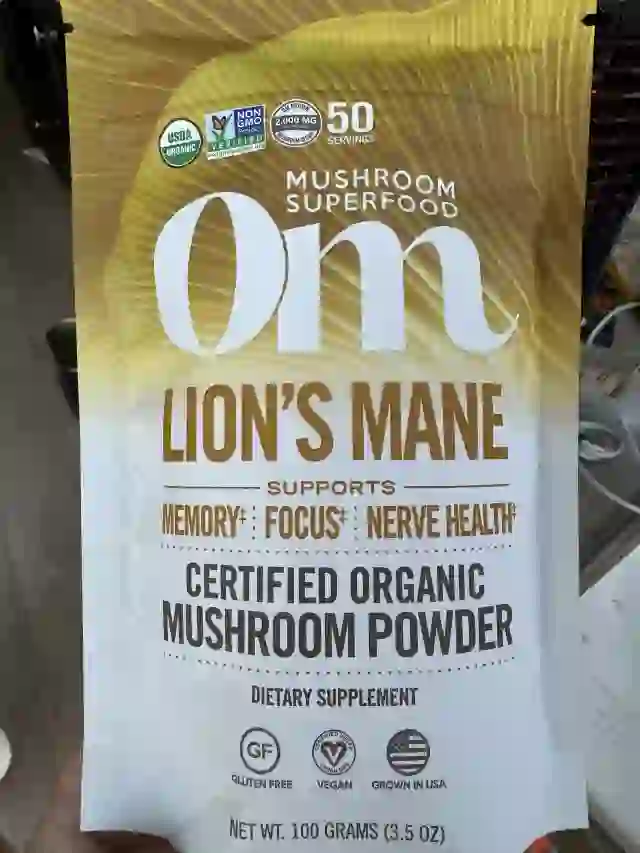 USDA
ORGANIC
NON
GMO
VERIFIED
2,000 MG
50
SERVINGS
MUSHROOM
SUPERFOOD
Om
LION'S MANE
SUPPORTS
MEMORY‡ FOCUS‡ NERVE HEALTH‡
CERTIFIED ORGANIC
MUSHROOM POWDER
DIETARY SUPPLEMENT
GF
GLUTEN FREE
VEGAN
GROWN IN USA
NET WT. 100 GRAMS (3.5 OZ)